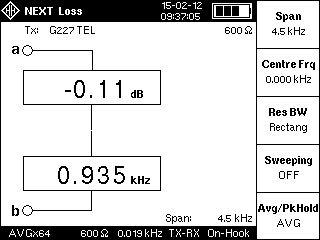 NEXT Loss 15-02-12 09:37:05
Tx: G.227 TEL 600 Ω
a
-0.11 dB
0.935 kHz
b
Span: 4.5 kHz
AVGx64 600 Ω 0.019 kHz TX-RX On-Hook
Span
4.5 kHz
Centre Frq
0.000 kHz
Res BW
Rectang
Sweeping
OFF
Avg/PkHold
AVG